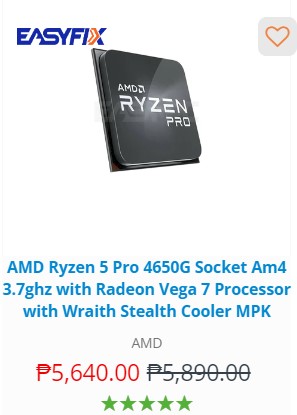 EASYFIX
AMD
RYZEN
PRO
AMD Ryzen 5 Pro 4650G Socket Am4
3.7ghz with Radeon Vega 7 Processor
with Wraith Stealth Cooler MPK
AMD
₱5,640.00 ₱5,890.00